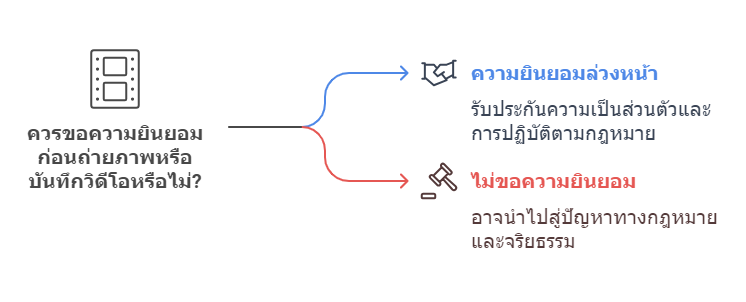 ควรขอความยินยอม
ก่อนถ่ายภาพหรือ
บันทึกวิดีโอหรือไม่?
ความยินยอมล่วงหน้า
รับประกันความเป็นส่วนตัวและ
การปฏิบัติตามกฎหมาย
ไม่ขอความยินยอม
อาจนำไปสู่ปัญหาทางกฎหมาย
และจริยธรรม